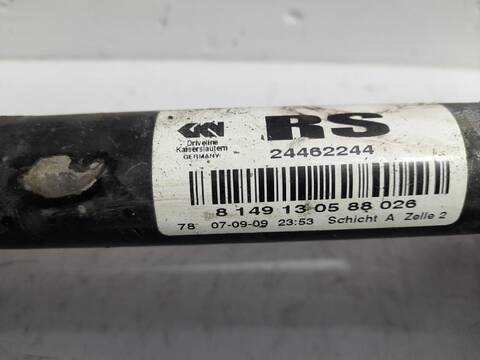 GKN
RS
Driveline
Kaiserslautern
GERMANY
24462244
8 149 13 05 88 026
78 07-09-09 23:53 Schicht A Zelle 2